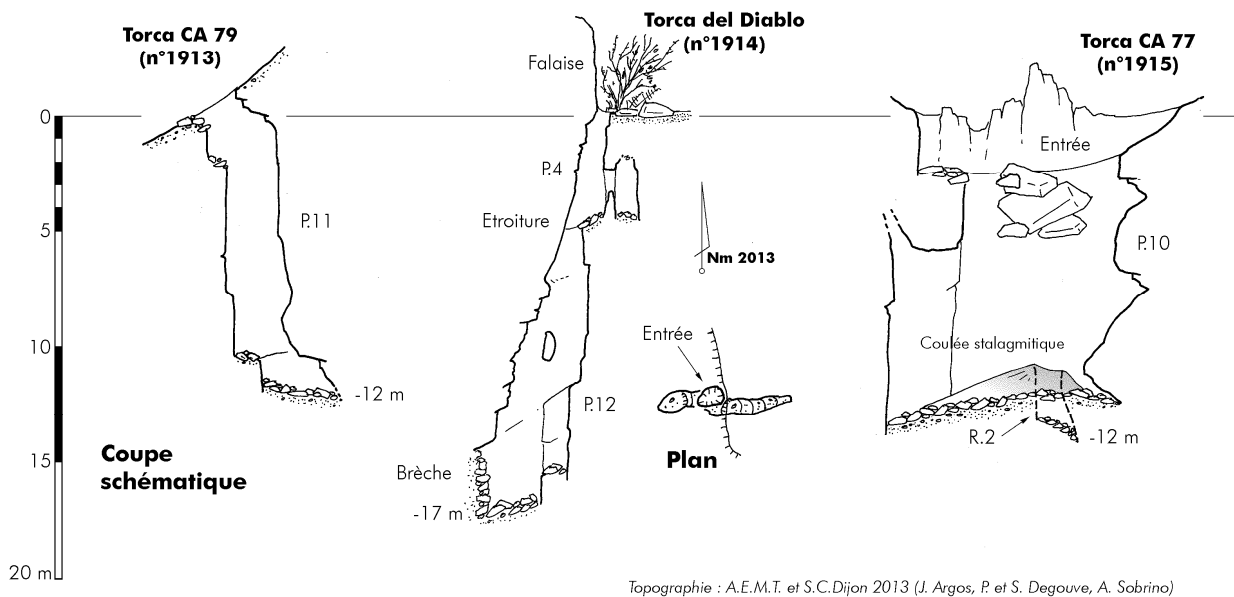 Torca CA 79
(n°1913)
Torca del Diablo
(n°1914)
Torca CA 77
(n°1915)
Falaise
0
Entrée
P.4
P.11
Etroiture
5
P.10
Nm 2013
Entrée
10
Coulée stalagmitique
-12 m
P.12
R.2
-12 m
Coupe
schématique
15
Plan
Brèche
-17 m
20 m
Topographie : A.E.M.T. et S.C.Dijon 2013 (J. Argos, P. et S. Degouve, A. Sobrino)